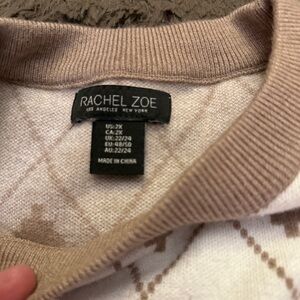 RACHEL ZOE
LOS ANGELES NEW YORK
US:2X
CA:2X
UK:22/24
EU:48/50
AU:22/24
MADE IN CHINA